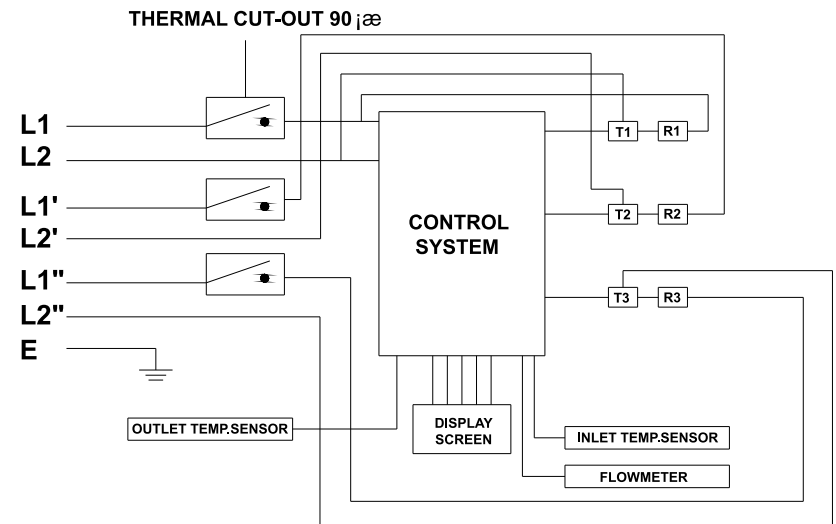 THERMAL CUT-OUT 90 ¡æ
L1
L2
L1'
L2'
L1"
L2"
E
T1 R1
T2 R2
T3 R3
CONTROL
SYSTEM
OUTLET TEMP.SENSOR
DISPLAY
SCREEN
INLET TEMP.SENSOR
FLOWMETER